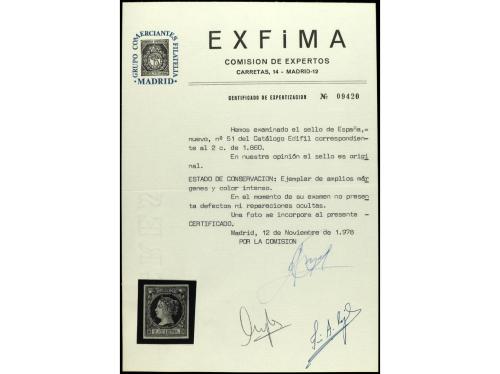 GRUPO COMERCIANTES FILATELIA
MADRID
EXFiMA
COMISION DE EXPERTOS
CARRETAS, 14 - MADRID-12
CERTIFICADO DE EXPERTIZACION Nº 09420
Hemos examinado el sello de España,=
nuevo, nº 51 del Catálogo Edifil correspondien-
te al 2 c. de 1.860.
En nuestra opinión el sello es origi
nal.
ESTADO DE CONSERVACION: Ejemplar de amplios már
genes y color intenso.
En el momento de su examen no presen
ta defectos ni reparaciones ocultas.
Una foto se incorpora al presente
CERTIFICADO.
Madrid, 12 de Noviembre de 1.978
POR LA COMISION